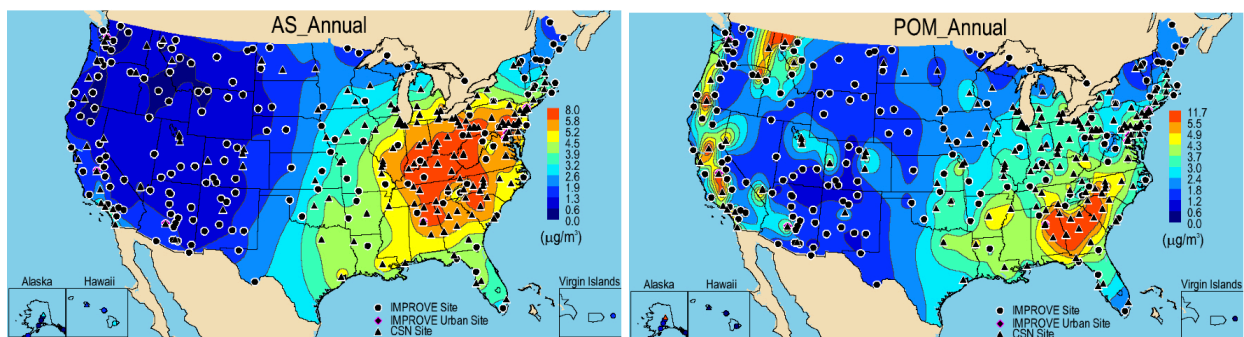 AS_Annual
8.0
5.8
5.2
4.5
3.9
3.2
2.6
1.9
1.3
0.6
0.0
(µg/m³)
Alaska
Hawaii
Virgin Islands
IMPROVE Site
IMPROVE Urban Site
CSN Site
POM_Annual
11.7
5.5
4.9
4.3
3.7
3.0
2.4
1.8
1.2
0.6
0.0
(µg/m³)
Alaska
Hawaii
Virgin Islands
IMPROVE Site
IMPROVE Urban Site
CSN Site